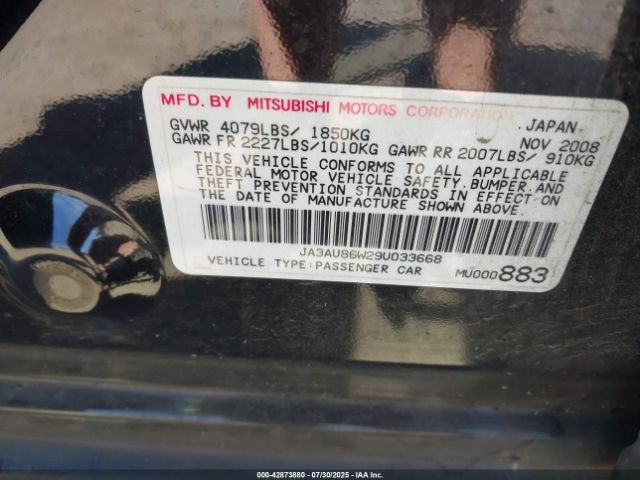 MFD. BY MITSUBISHI MOTORS CORPORATION JAPAN
GVWR 4079LBS/ 1850KG NOV 2008
GAWR FR 2227LBS/1010KG GAWR RR 2007LBS/ 910KG
THIS VEHICLE CONFORMS TO ALL APPLICABLE
FEDERAL MOTOR VEHICLE SAFETY, BUMPER, AND
THEFT PREVENTION STANDARDS IN EFFECT ON
THE DATE OF MANUFACTURE SHOWN ABOVE.
JA3AU86W29U033668
VEHICLE TYPE:PASSENGER CAR MU000883
000-42873880 | 07/30/2025 | IAA Inc.